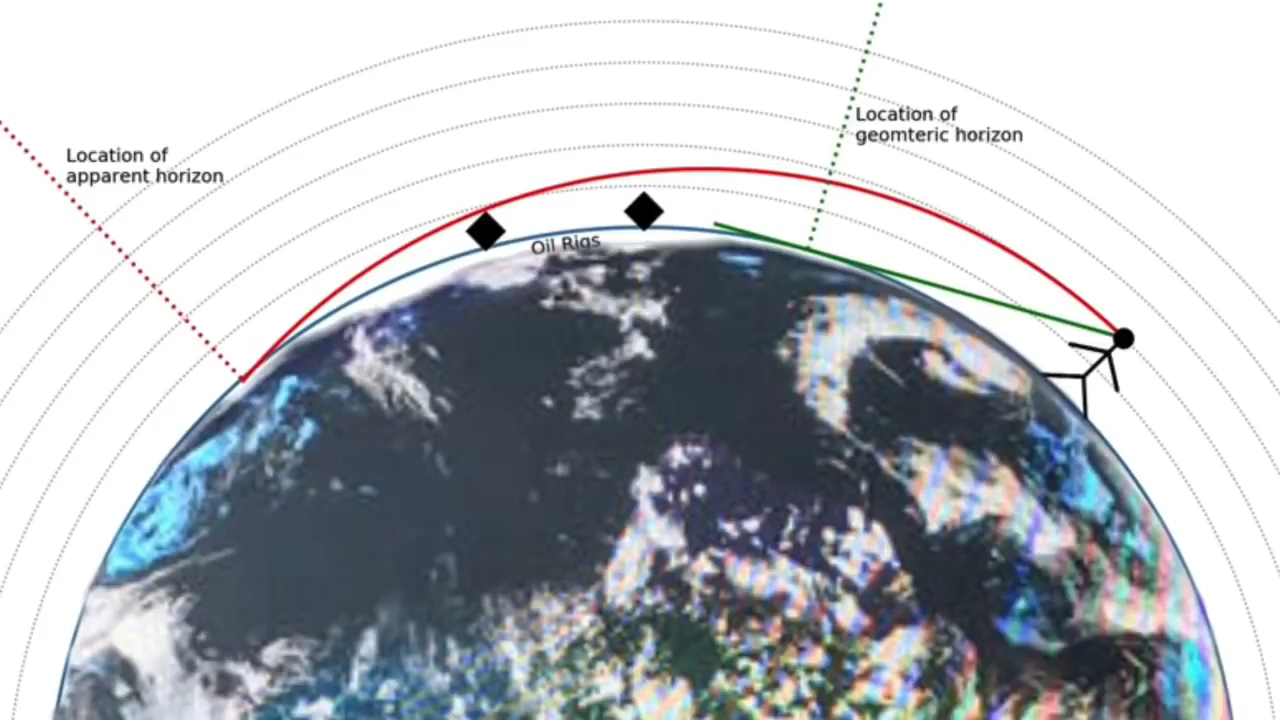 Location of
geomteric horizon
Location of
apparent horizon
Oil Rigs